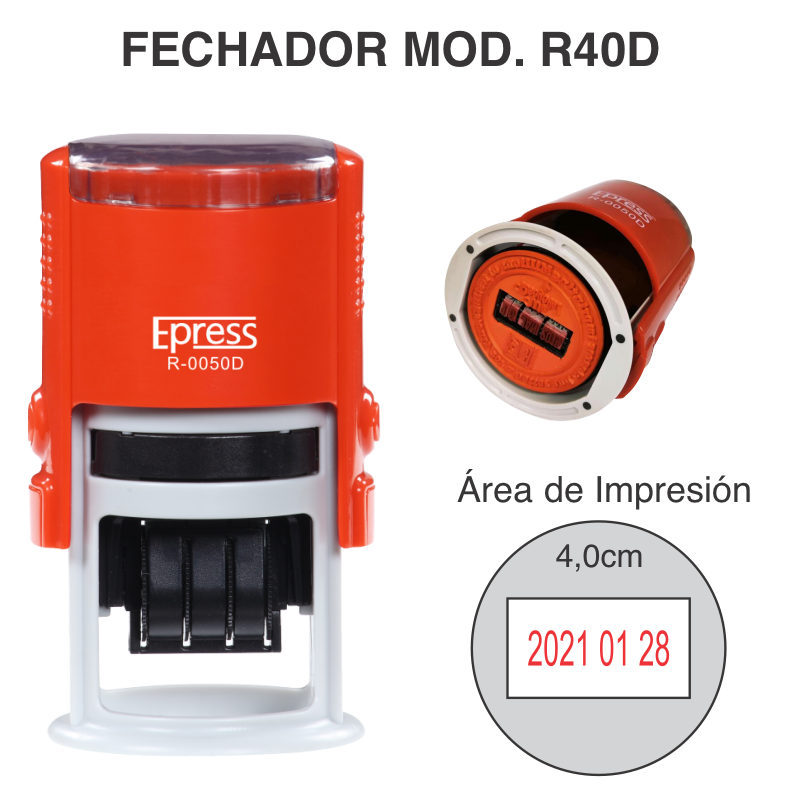 FECHADOR MOD. R40D
Epress
R-0050D
Epress
R-0050D
Área de Impresión
4,0cm
2021 01 28